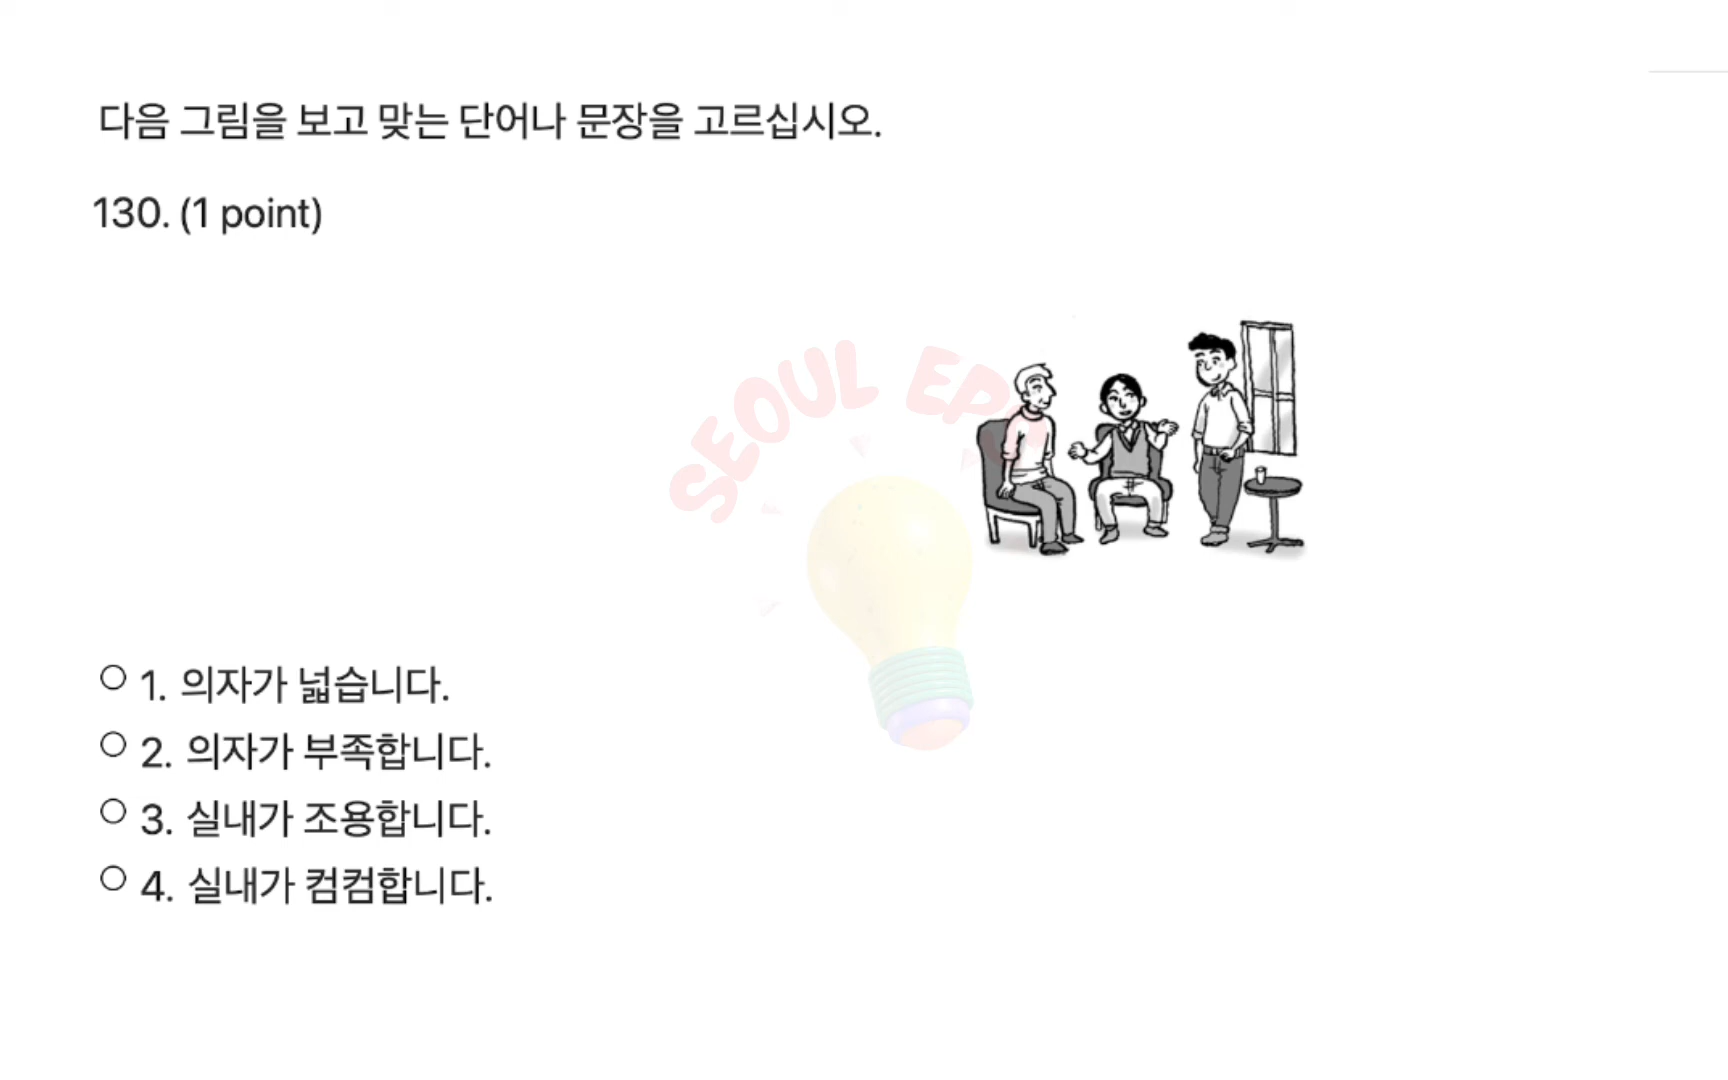 다음 그림을 보고 맞는 단어나 문장을 고르십시오.
130. (1 point)
SEOUL EP
1. 의자가 넓습니다.
2. 의자가 부족합니다.
3. 실내가 조용합니다.
4. 실내가 컴컴합니다.